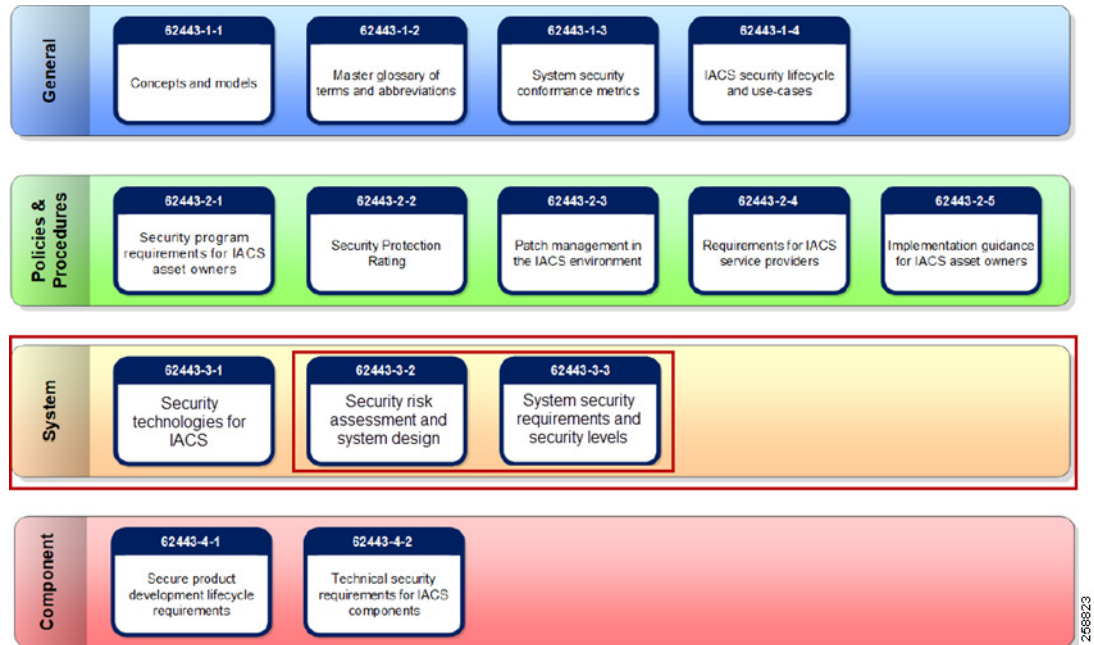 General
62443-1-1
Concepts and models
62443-1-2
Master glossary of
terms and abbreviations
62443-1-3
System security
conformance metrics
62443-1-4
IACS security lifecycle
and use-cases
Policies &
Procedures
62443-2-1
Security program
requirements for IACS
asset owners
62443-2-2
Security Protection
Rating
62443-2-3
Patch management in
the IACS environment
62443-2-4
Requirements for IACS
service providers
62443-2-5
Implementation guidance
for IACS asset owners
System
62443-3-1
Security
technologies for
IACS
62443-3-2
Security risk
assessment and
system design
62443-3-3
System security
requirements and
security levels
Component
62443-4-1
Secure product
development lifecycle
requirements
62443-4-2
Technical security
requirements for IACS
components
258823